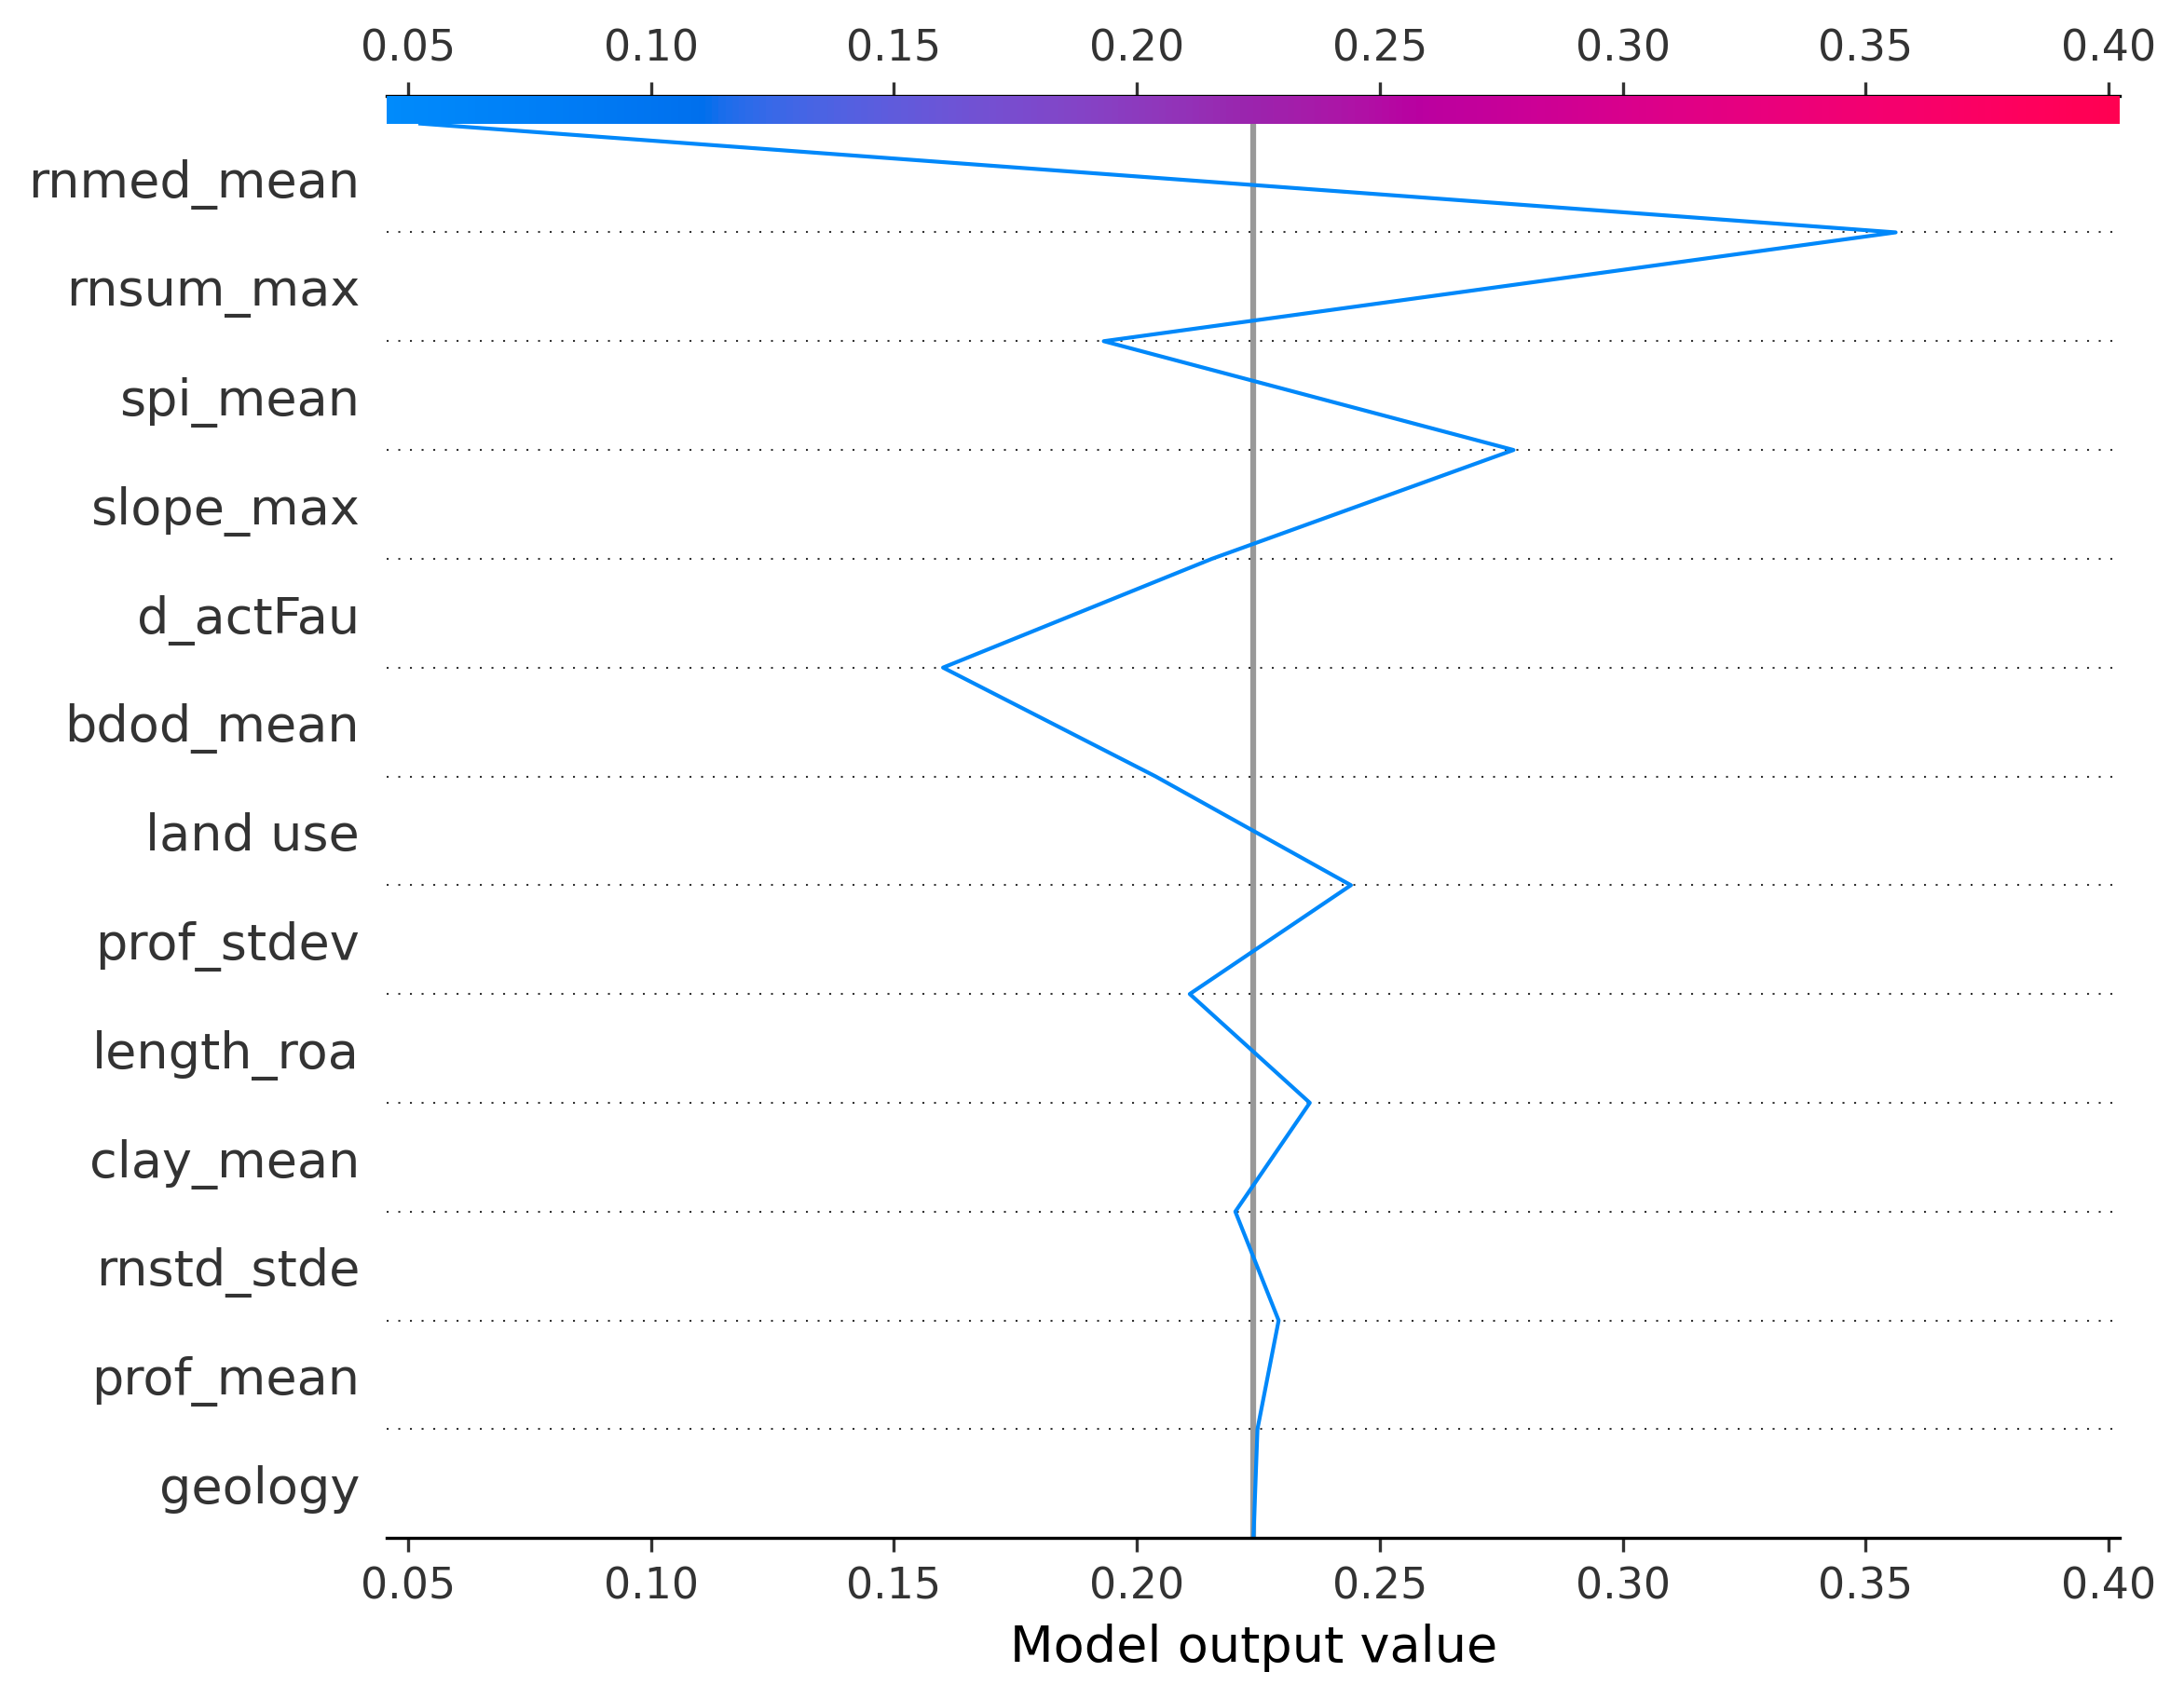 0.05 0.10 0.15 0.20 0.25 0.30 0.35 0.40
rnmed_mean
rnsum_max
spi_mean
slope_max
d_actFau
bdod_mean
land use
prof_stdev
length_roa
clay_mean
rnstd_stde
prof_mean
geology
0.05 0.10 0.15 0.20 0.25 0.30 0.35 0.40
Model output value